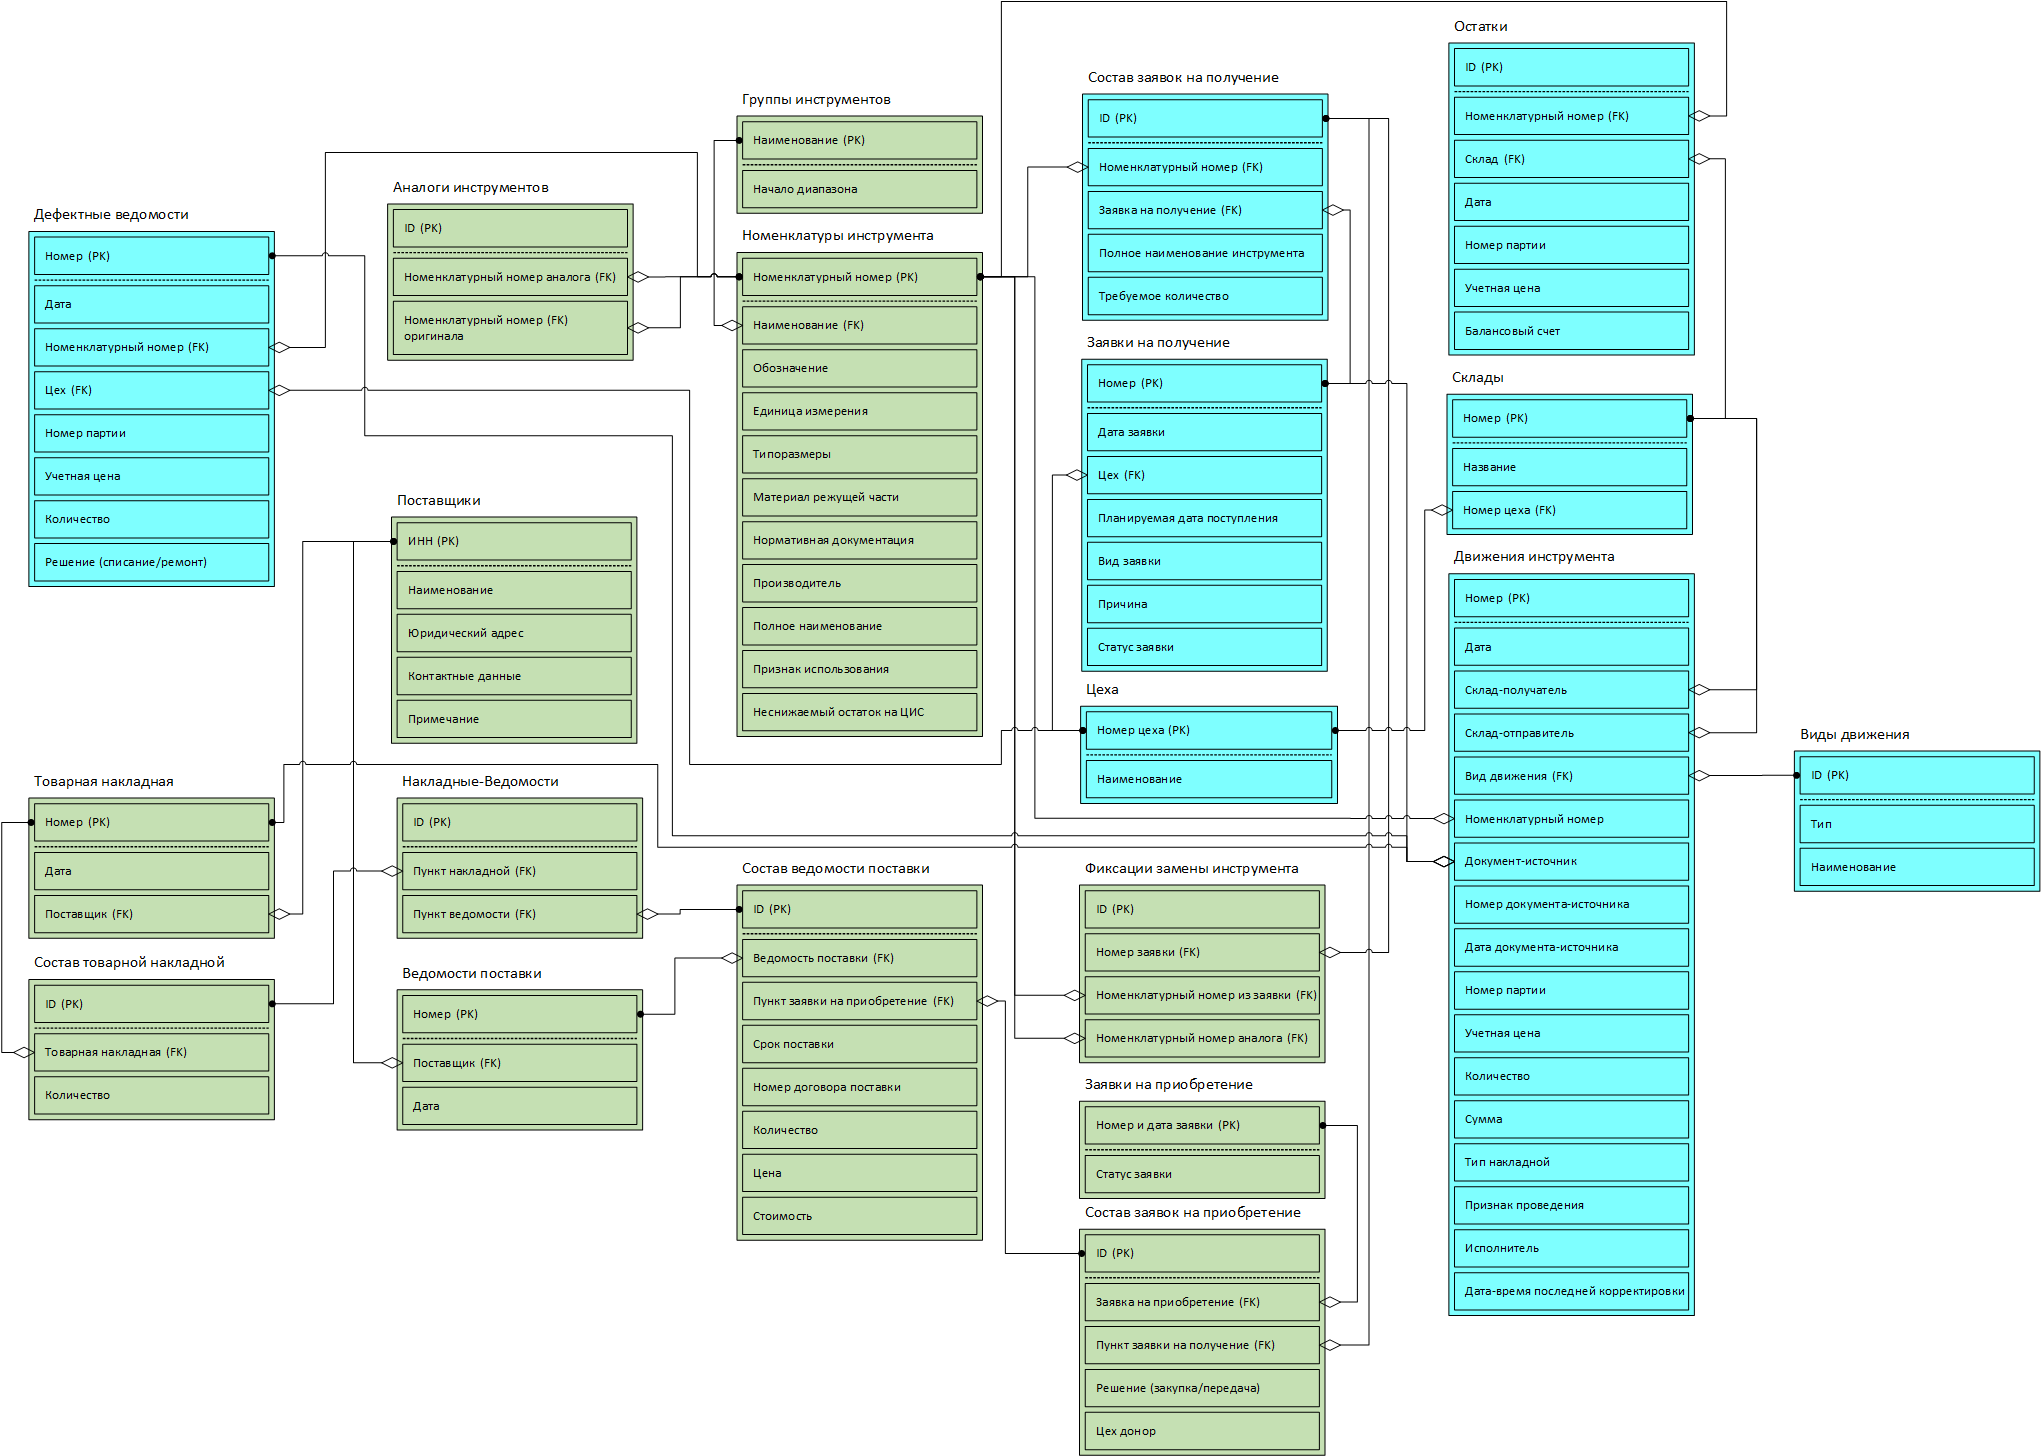 Дефектные ведомости
Номер (PK)
Дата
Номенклатурный номер (FK)
Цех (FK)
Номер партии
Учетная цена
Количество
Решение (списание/ремонт)
Товарная накладная
Номер (PK)
Дата
Поставщик (FK)
Состав товарной накладной
ID (PK)
Товарная накладная (FK)
Количество
Аналоги инструментов
ID (PK)
Номенклатурный номер аналога (FK)
Номенклатурный номер (FK)
оригинала
Поставщики
ИНН (PK)
Наименование
Юридический адрес
Контактные данные
Примечание
Накладные-Ведомости
ID (PK)
Пункт накладной (FK)
Пункт ведомости (FK)
Ведомости поставки
Номер (PK)
Поставщик (FK)
Дата
Группы инструментов
Наименование (PK)
Начало диапазона
Номенклатуры инструмента
Номенклатурный номер (PK)
Наименование (FK)
Обозначение
Единица измерения
Типоразмеры
Материал режущей части
Нормативная документация
Производитель
Полное наименование
Признак использования
Неснижаемый остаток на ЦИС
Состав ведомости поставки
ID (PK)
Ведомость поставки (FK)
Пункт заявки на приобретение (FK)
Срок поставки
Номер договора поставки
Количество
Цена
Стоимость
Состав заявок на получение
ID (PK)
Номенклатурный номер (FK)
Заявка на получение (FK)
Полное наименование инструмента
Требуемое количество
Заявки на получение
Номер (PK)
Дата заявки
Цех (FK)
Планируемая дата поступления
Вид заявки
Причина
Статус заявки
Цеха
Номер цеха (PK)
Наименование
Фиксации замены инструмента
ID (PK)
Номер заявки (FK)
Номенклатурный номер из заявки (FK)
Номенклатурный номер аналога (FK)
Заявки на приобретение
Номер и дата заявки (PK)
Статус заявки
Состав заявок на приобретение
ID (PK)
Заявка на приобретение (FK)
Пункт заявки на получение (FK)
Решение (закупка/передача)
Цех донор
Остатки
ID (PK)
Номенклатурный номер (FK)
Склад (FK)
Дата
Номер партии
Учетная цена
Балансовый счет
Склады
Номер (PK)
Название
Номер цеха (FK)
Движения инструмента
Номер (PK)
Дата
Склад-получатель
Склад-отправитель
Вид движения (FK)
Номенклатурный номер
Документ-источник
Номер документа-источника
Дата документа-источника
Номер партии
Учетная цена
Количество
Сумма
Тип накладной
Признак проведения
Исполнитель
Дата-время последней корректировки
Виды движения
ID (PK)
Тип
Наименование